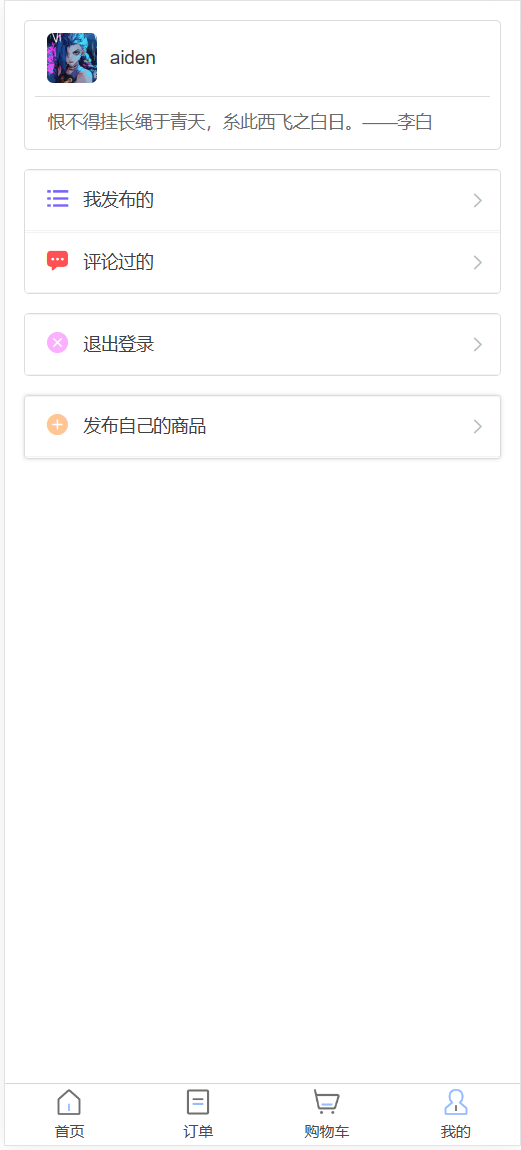 aiden
恨不得挂长绳于青天，糸此西飞之白日。——李白
我发布的
评论过的
退出登录
发布自己的商品
首页
订单
购物车
我的